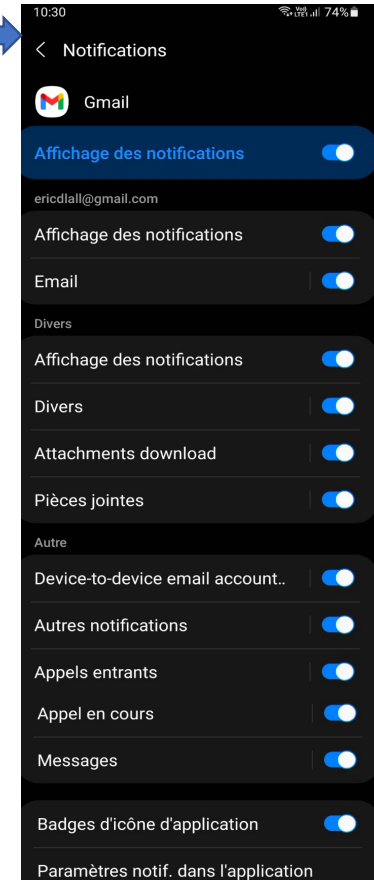 10:30 Vo) LTE1 74%
Notifications
Gmail
Affichage des notifications
ericdlall@gmail.com
Affichage des notifications
Email
Divers
Affichage des notifications
Divers
Attachments download
Pièces jointes
Autre
Device-to-device email account..
Autres notifications
Appels entrants
Appel en cours
Messages
Badges d'icône d'application
Paramètres notif. dans l'application